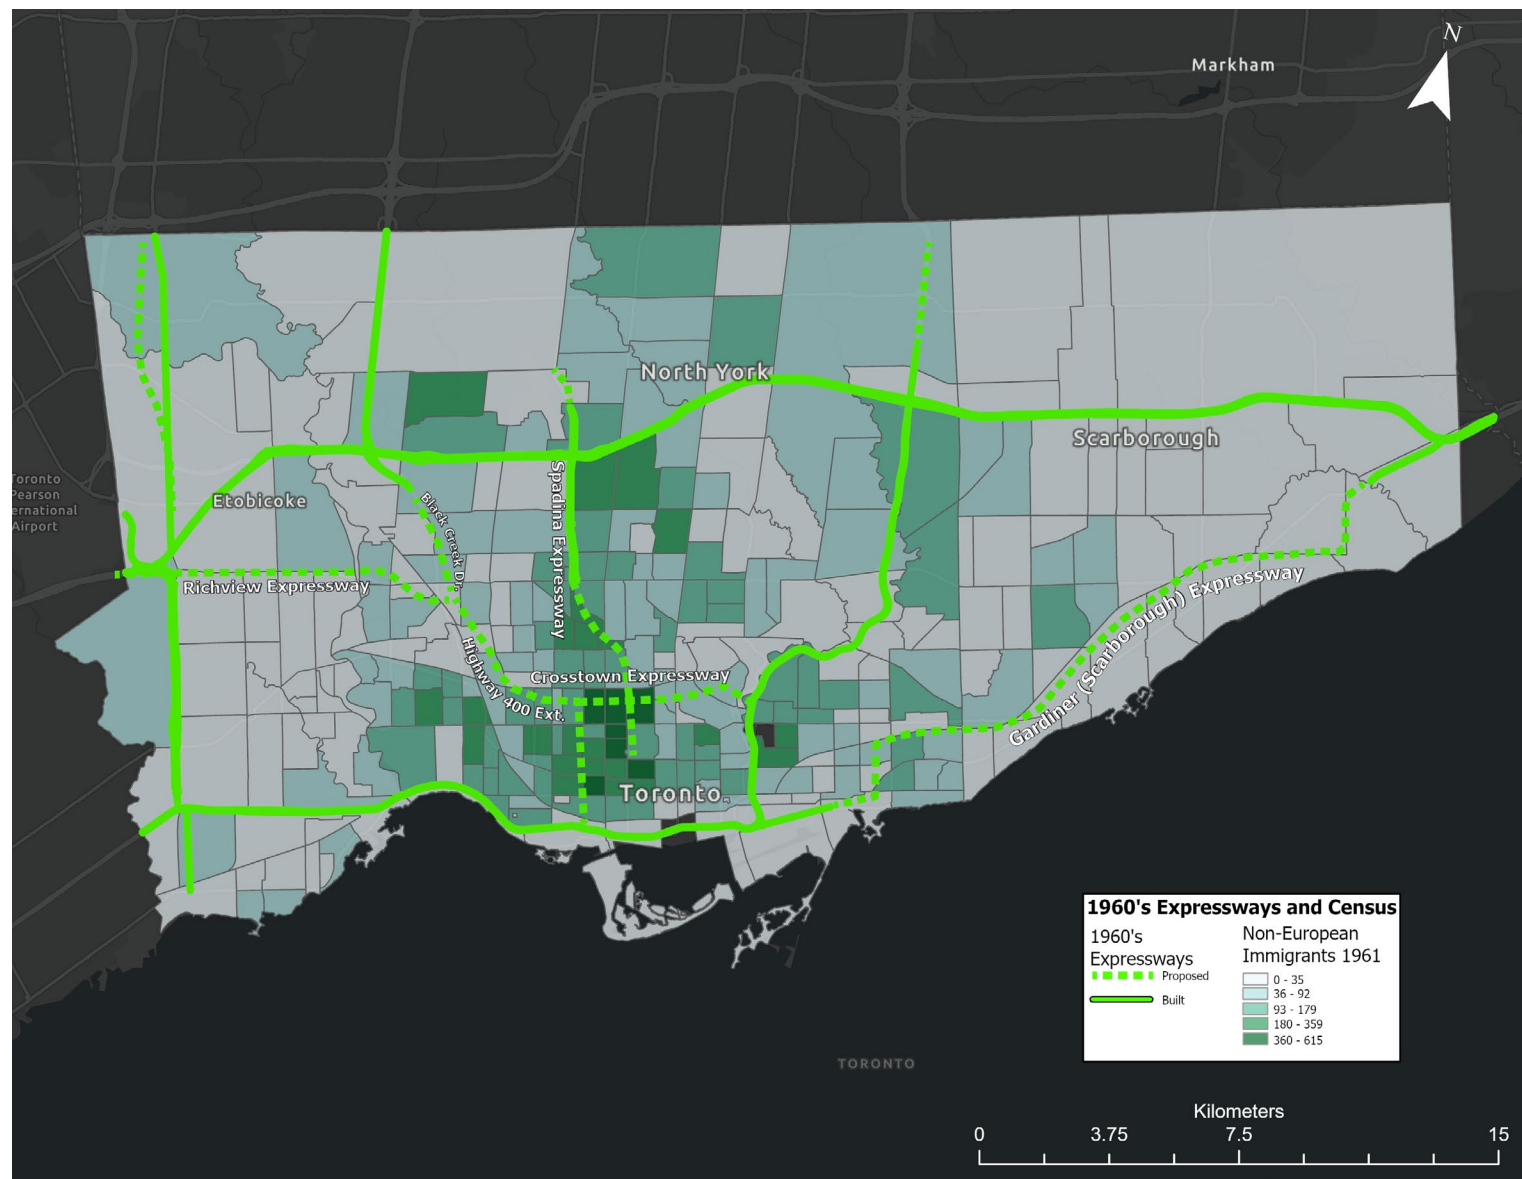 N
Markham
North York
Scarborough
Toronto
Pearson
ernational
Airport
Etobicoke
Black Creek Dr.
Spadina Expressway
Richview Expressway
Gardiner (Scarborough) Expressway
Highway 400 Ext.
Crosstown Expressway
Toronto
1960's Expressways and Census
1960's
Expressways
Proposed
Built
Non-European
Immigrants 1961
0 - 35
36 - 92
93 - 179
180 - 359
360 - 615
TORONTO
Kilometers
0 3.75 7.5 15